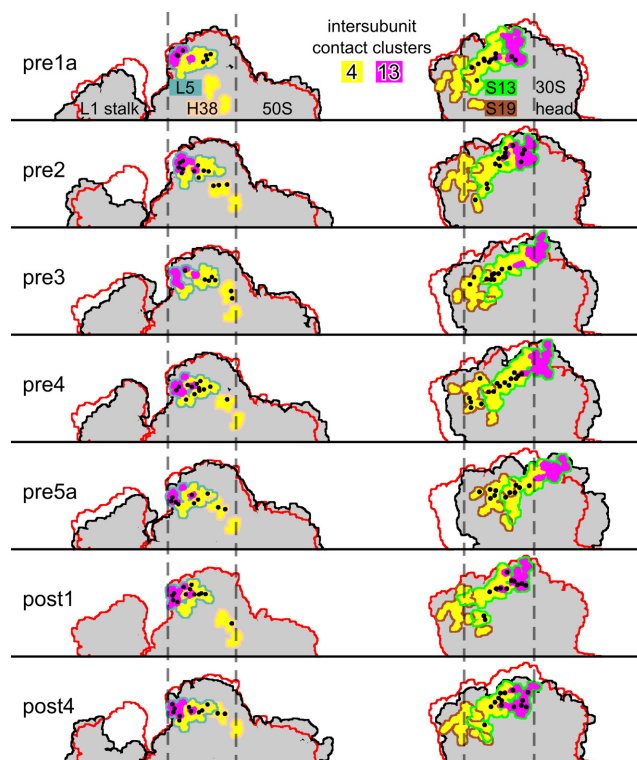 intersubunit
contact clusters
4 13
pre1a
L5
S13 30S
L1 stalk H38 50S
S19 head
pre2
pre3
pre4
pre5a
post1
post4